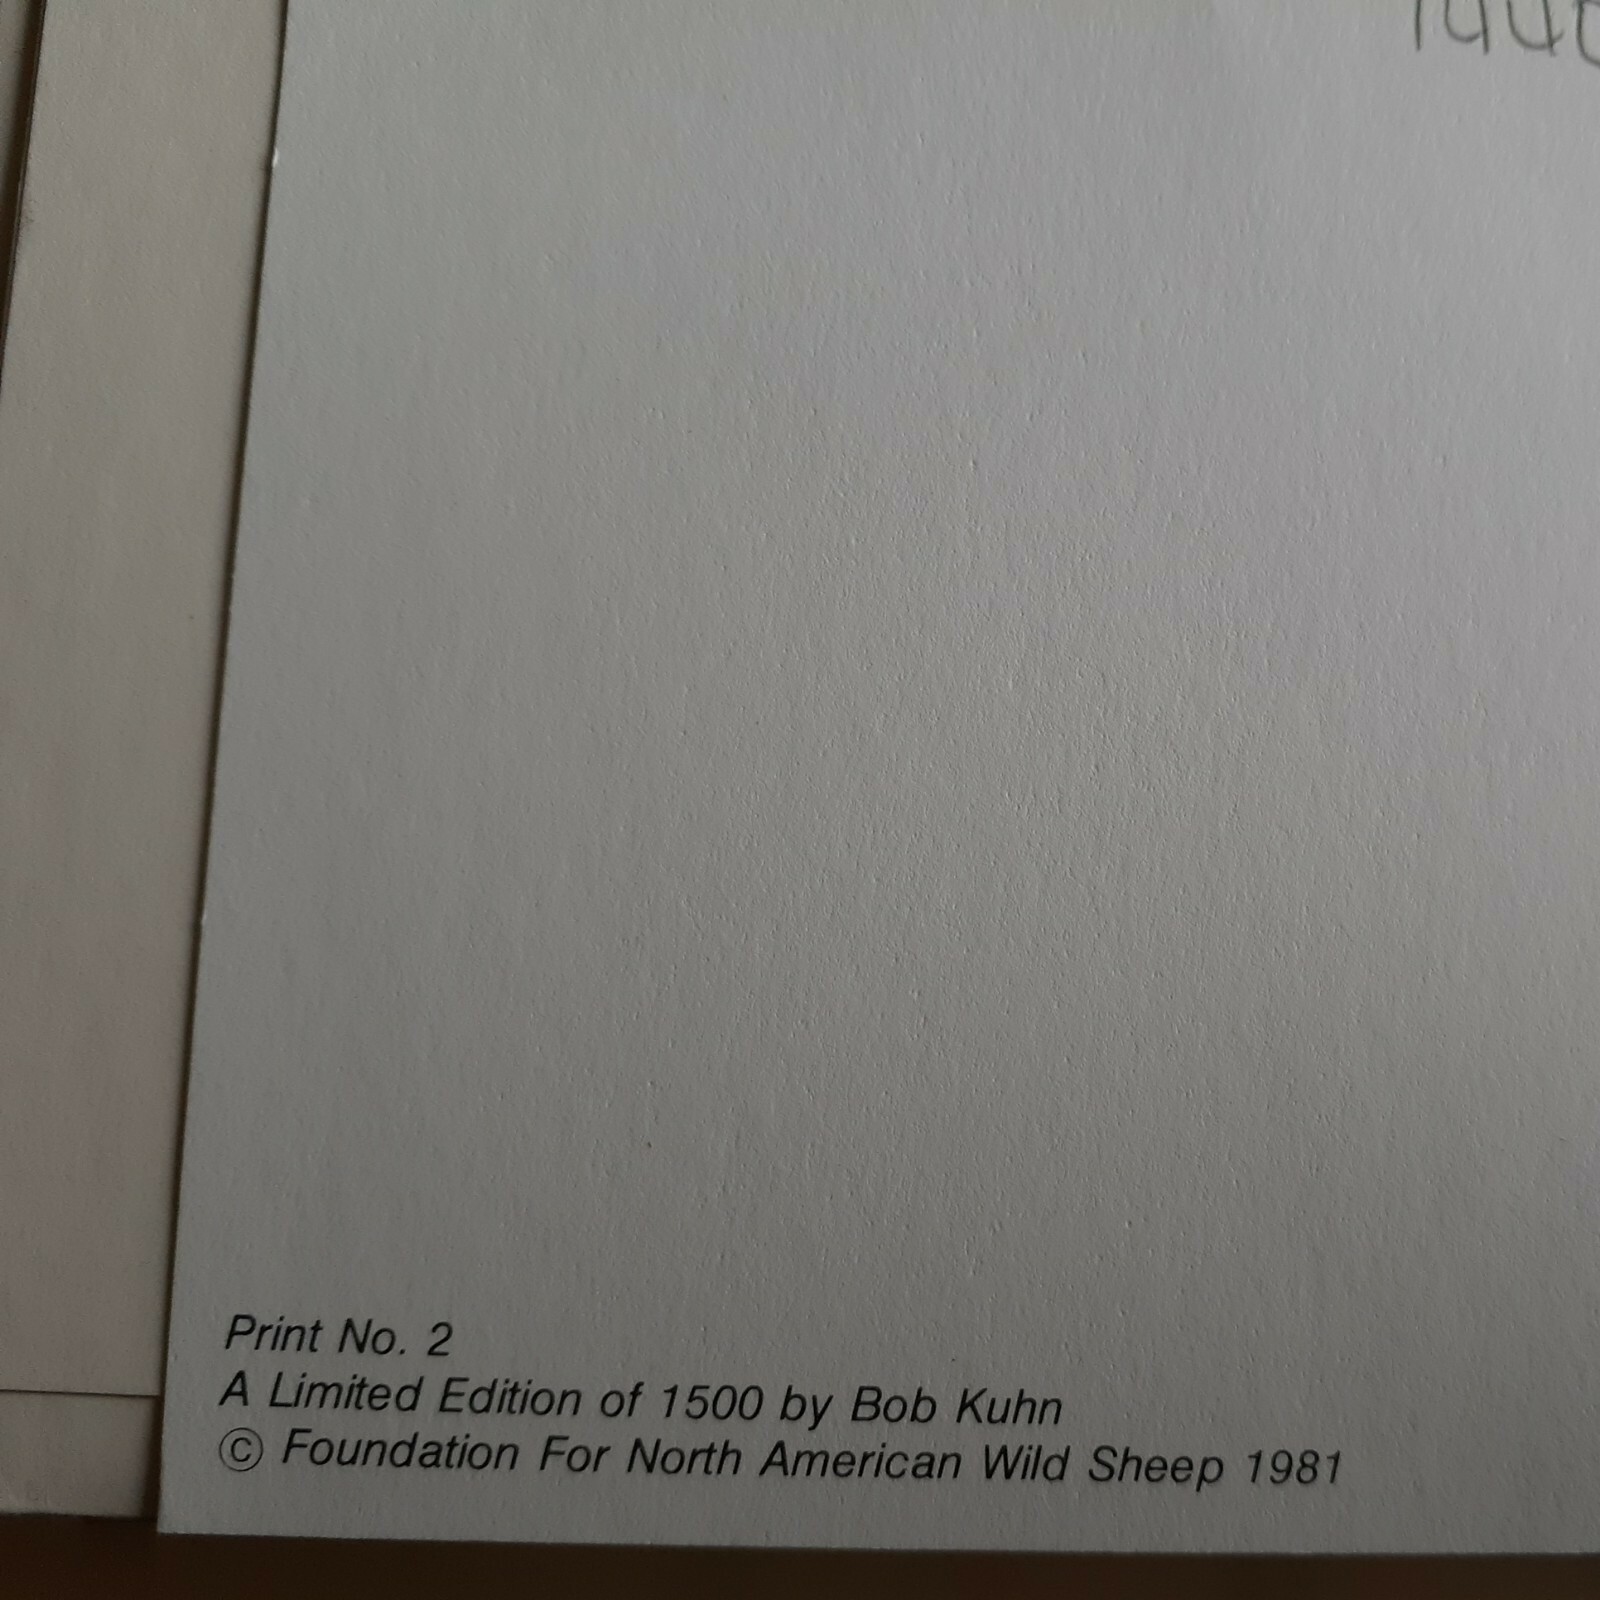 Print No. 2
A Limited Edition of 1500 by Bob Kuhn
© Foundation For North American Wild Sheep 1981